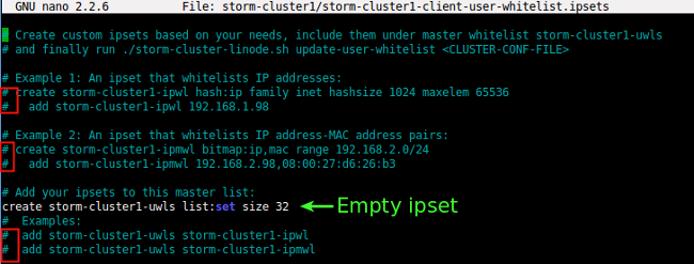 GNU nano 2.2.6 File: storm-cluster1/storm-cluster1-client-user-whitelist.ipsets
# Create custom ipsets based on your needs, include them under master whitelist storm-cluster1-uwls
# and finally run ./storm-cluster-linode.sh update-user-whitelist <CLUSTER-CONF-FILE>
# Example 1: An ipset that whitelists IP addresses:
# create storm-cluster1-ipwl hash:ip family inet hashsize 1024 maxelem 65536
#   add storm-cluster1-ipwl 192.168.1.98
# Example 2: An ipset that whitelists IP address-MAC address pairs:
# create storm-cluster1-ipmwl bitmap:ip,mac range 192.168.2.0/24
#   add storm-cluster1-ipmwl 192.168.2.98,08:00:27:d6:26:b3
# Add your ipsets to this master list:
create storm-cluster1-uwls list:set size 32 Empty ipset
#  Examples:
#  add storm-cluster1-uwls storm-cluster1-ipwl
#  add storm-cluster1-uwls storm-cluster1-ipmwl